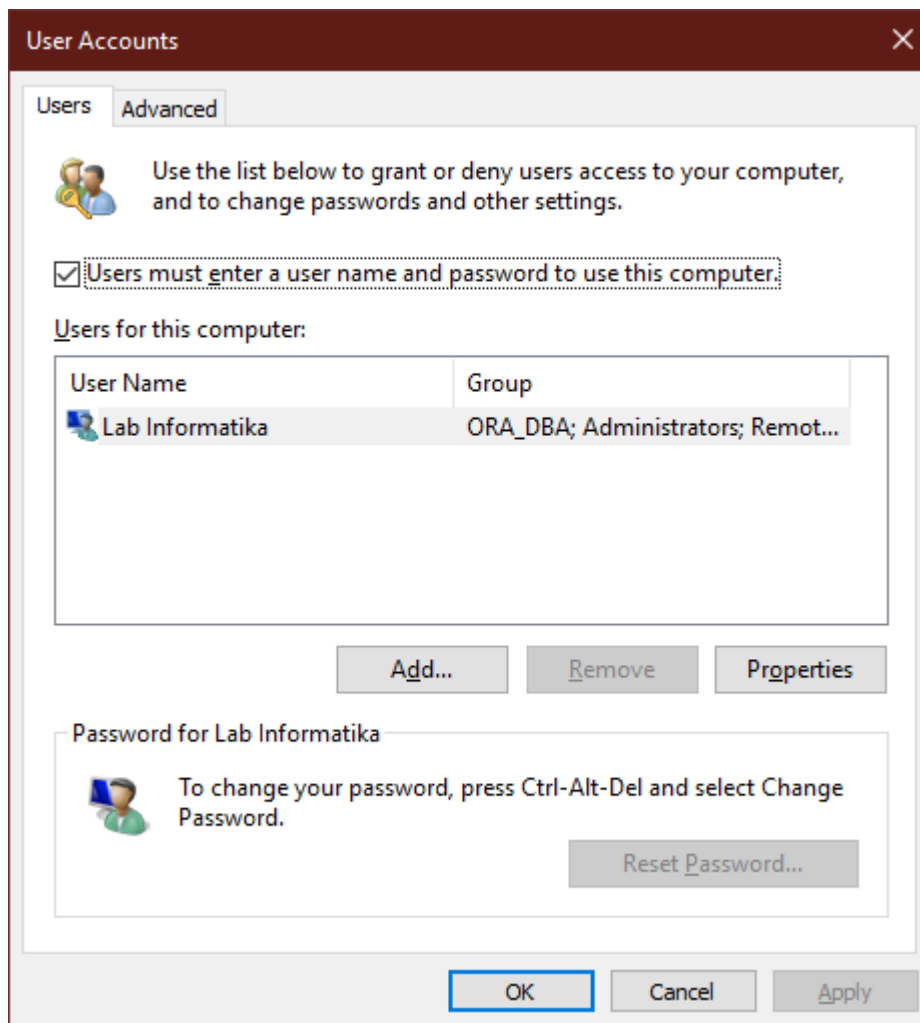 User Accounts
Users
Advanced
Use the list below to grant or deny users access to your computer,
and to change passwords and other settings.
Users must enter a user name and password to use this computer.
Users for this computer:
User Name
Group
Lab Informatika
ORA_DBA; Administrators; Remot...
Add...
Remove
Properties
Password for Lab Informatika
To change your password, press Ctrl-Alt-Del and select Change
Password.
Reset Password...
OK
Cancel
Apply